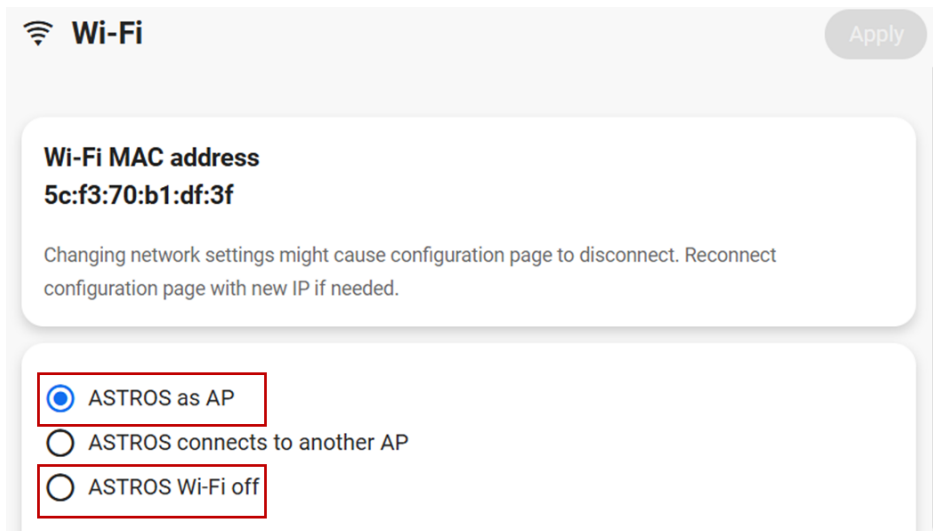 Wi-Fi
Apply
Wi-Fi MAC address
5c:f3:70:b1:df:3f
Changing network settings might cause configuration page to disconnect. Reconnect
configuration page with new IP if needed.
ASTROS as AP
ASTROS connects to another AP
ASTROS Wi-Fi off